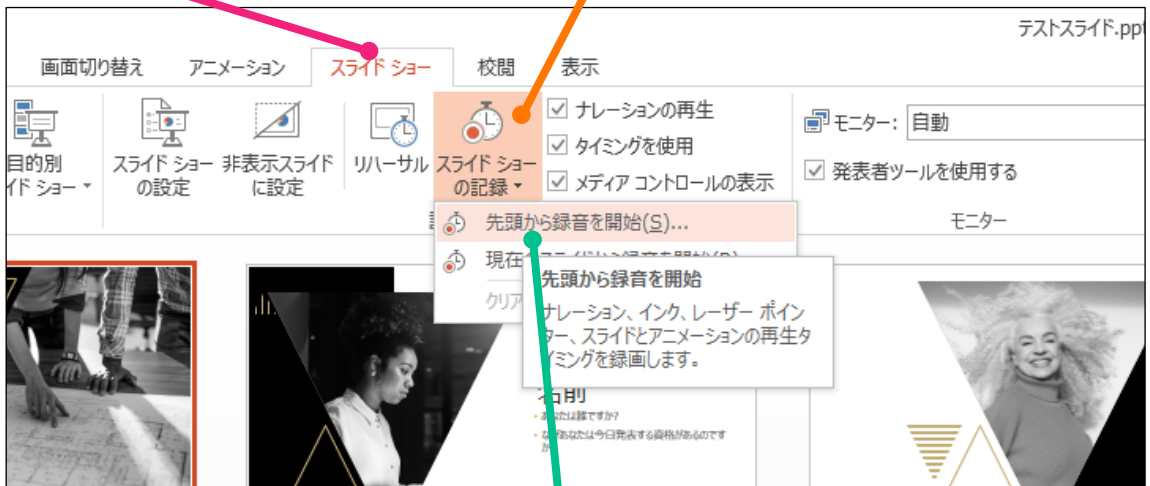 テストスライド.ppt
画面切り替え アニメーション スライド ショー 校閲 表示
目的別
イド ショー
スライド ショー
の設定
非表示スライド
に設定
リハーサル
スライド ショー
の記録
ナレーションの再生
タイミングを使用
メディア コントロールの表示
モニター: 自動
発表者ツールを使用する
モニター
先頭から録音を開始(S)...
現在
クリア
先頭から録音を開始
ナレーション、インク、レーザー ポイン
ター、スライドとアニメーションの再生タ
イミングを録画します。
名前
あなたは誰ですか?
なぜあなたは今日発表する資格があるのです
か